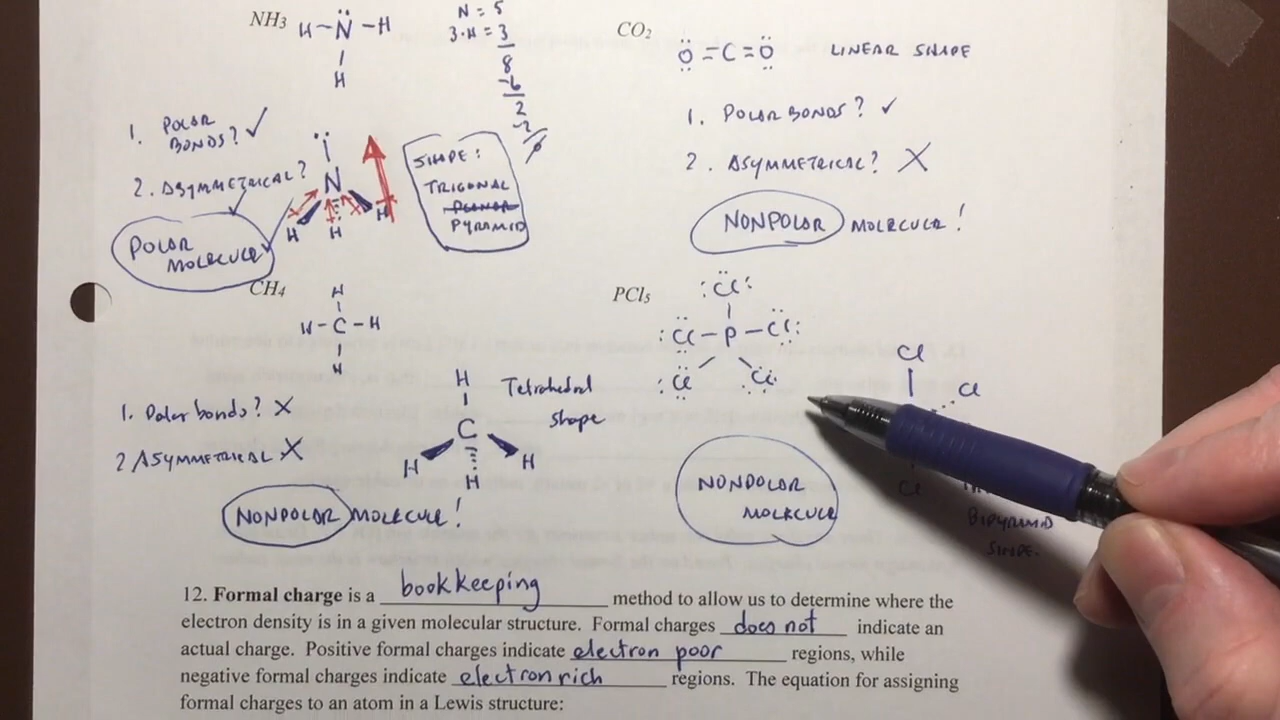 NH3
H-N-H
H
N = 5
3·H = 3
8
-6
2
-2
0
1. POLAR
BONDS? ✓
2. ASYMMETRICAL?
N
H H H
POLAR
MOLECULE
SHAPE:
TRIGONAL
PLANAR
PYRAMID
CO2
O=C=O LINEAR SHAPE
1. POLAR BONDS? ✓
2. ASYMMETRICAL? X
NONPOLAR MOLECULE!
CH4
H
H-C-H
H
1. Polar bonds? X
2 ASYMMETRICAL X
H
C
H H
H
Tetrahedral
shape
NONPOLAR MOLECULE!
PCl5
Cl
Cl-P-Cl
Cl Cl
Cl
Cl
Cl
NONPOLAR
MOLECULE
BIPYRAMID
SHAPE.
12. Formal charge is a bookkeeping method to allow us to determine where the
electron density is in a given molecular structure. Formal charges does not indicate an
actual charge. Positive formal charges indicate electron poor regions, while
negative formal charges indicate electron rich regions. The equation for assigning
formal charges to an atom in a Lewis structure: